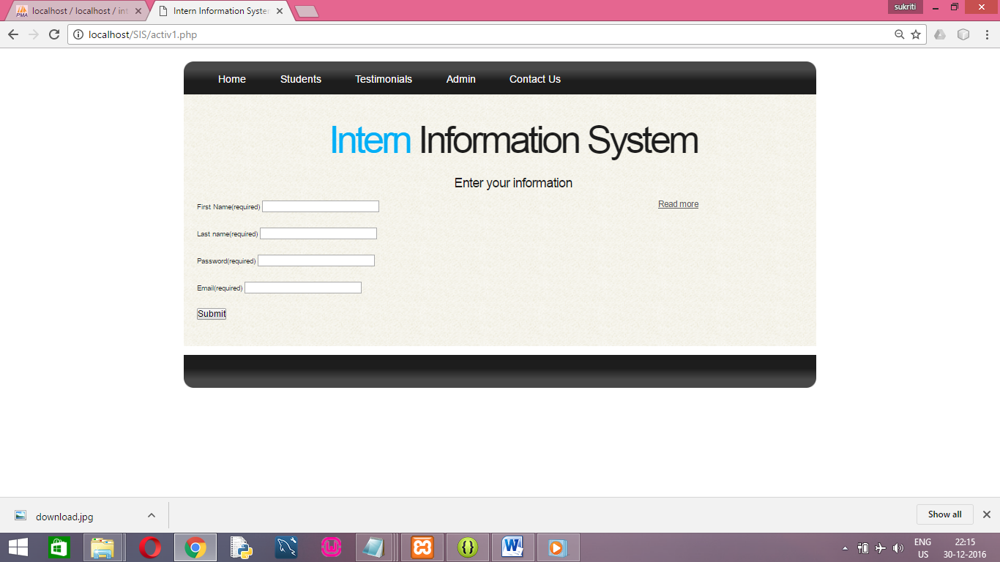 sukriti
PMA localhost / localhost / int
Intern Information System
localhost/SIS/activ1.php
Home Students Testimonials Admin Contact Us
Intern Information System
Enter your information
First Name(required)
Read more
Last name(required)
Password(required)
Email(required)
Submit
download.jpg
Show all
ENG 22:15
US 30-12-2016